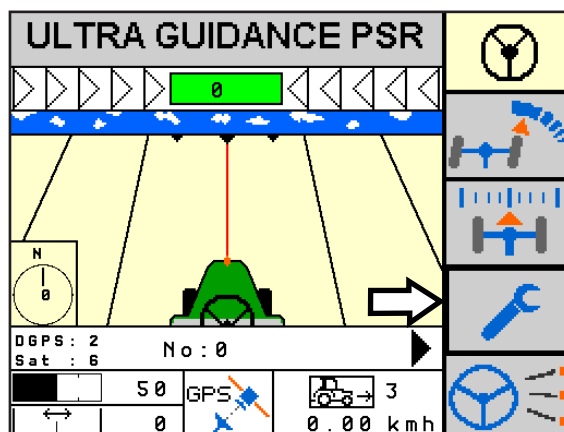 ULTRA GUIDANCE PSR
0
N
0
DGPS: 2
Sat : 6
No:0
50
GPS
3
0
0.00 kmh